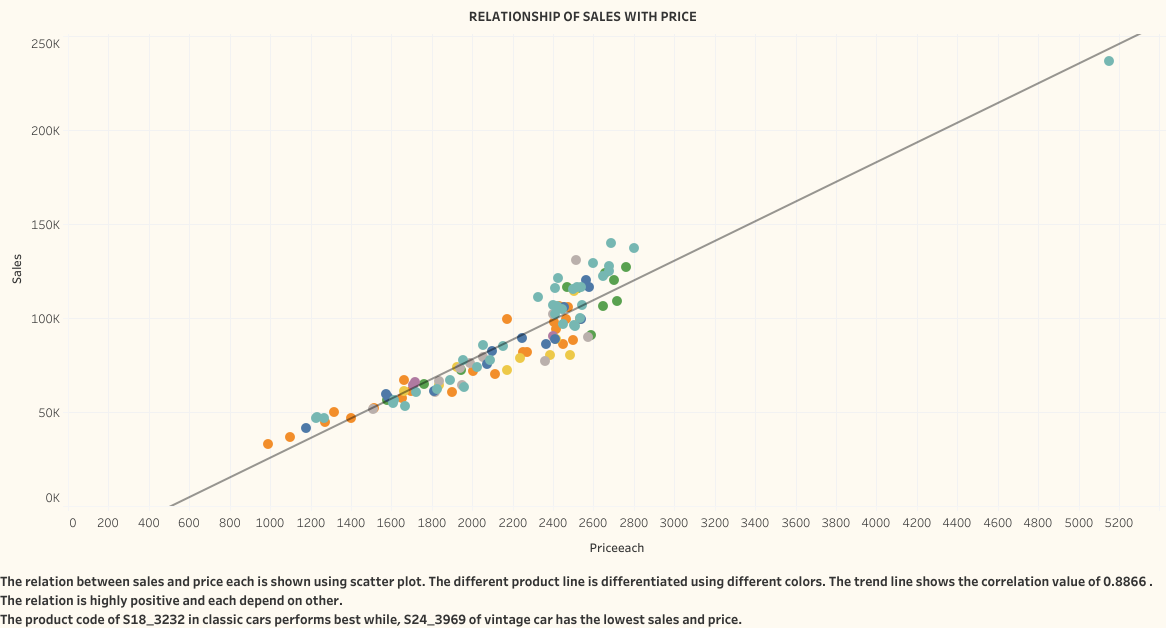 RELATIONSHIP OF SALES WITH PRICE
250K
200K
150K
100K
50K
0K
Sales
0 200 400 600 800 1000 1200 1400 1600 1800 2000 2200 2400 2600 2800 3000 3200 3400 3600 3800 4000 4200 4400 4600 4800 5000 5200
Priceeach
The relation between sales and price each is shown using scatter plot. The different product line is differentiated using different colors. The trend line shows the correlation value of 0.8866 .
The relation is highly positive and each depend on other.
The product code of S18_3232 in classic cars performs best while, S24_3969 of vintage car has the lowest sales and price.